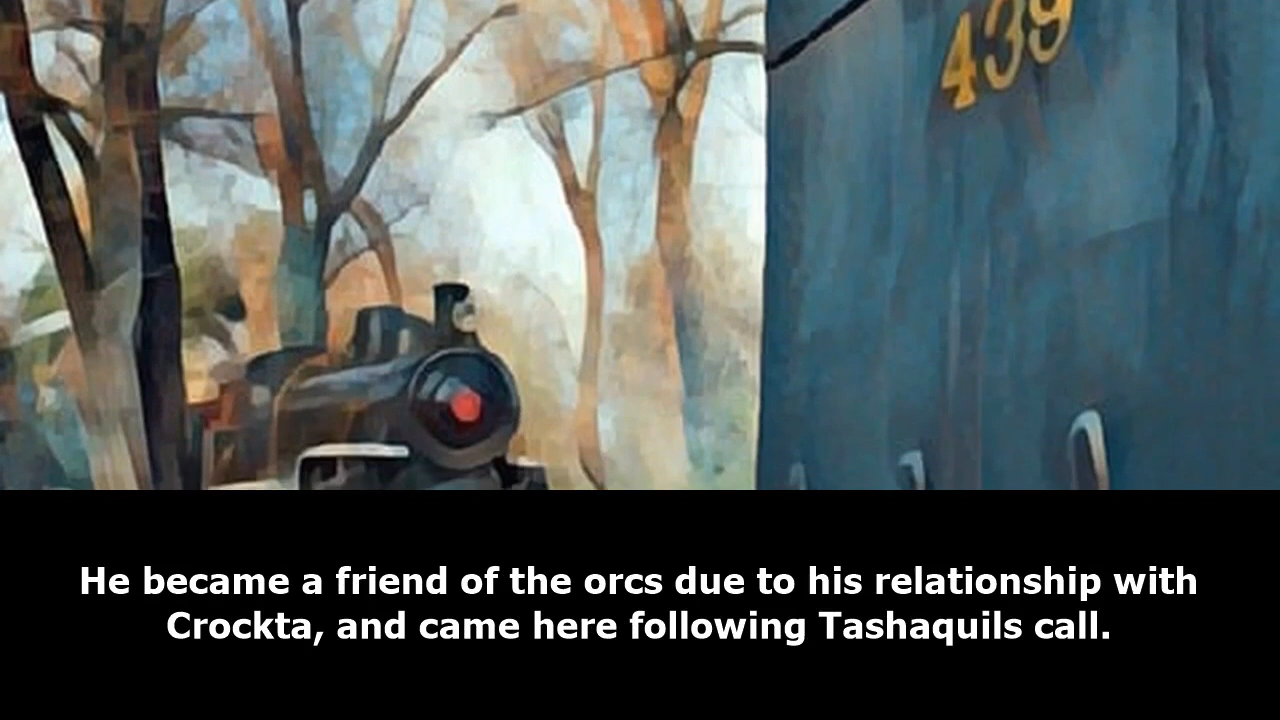 439
He became a friend of the orcs due to his relationship with
Crockta, and came here following Tashaquils call.